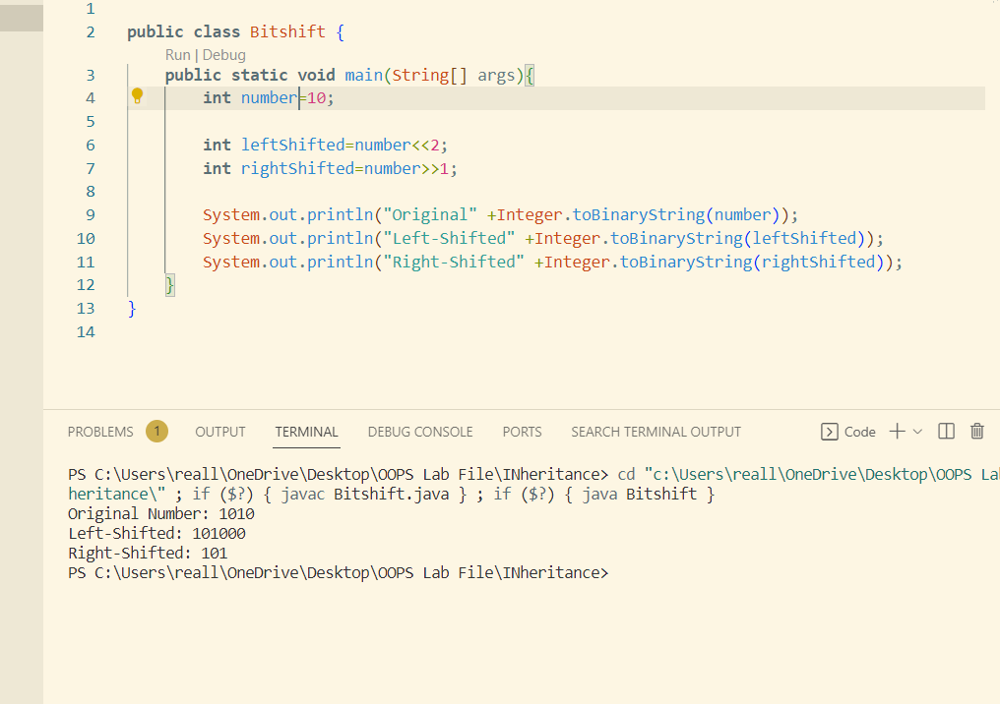 1
2 public class Bitshift {
Run | Debug
3 public static void main(String[] args){
4 int number=10;
5
6 int leftShifted=number<<2;
7 int rightShifted=number>>1;
8
9 System.out.println("Original" +Integer.toBinaryString(number));
10 System.out.println("Left-Shifted" +Integer.toBinaryString(leftShifted));
11 System.out.println("Right-Shifted" +Integer.toBinaryString(rightShifted));
12 }
13 }
14
PROBLEMS 1 OUTPUT TERMINAL DEBUG CONSOLE PORTS SEARCH TERMINAL OUTPUT Code
PS C:\Users\reall\OneDrive\Desktop\OOPS Lab File\INheritance> cd "c:\Users\reall\OneDrive\Desktop\OOPS
heritance\" ; if ($?) { javac Bitshift.java } ; if ($?) { java Bitshift }
Original Number: 1010
Left-Shifted: 101000
Right-Shifted: 101
PS C:\Users\reall\OneDrive\Desktop\OOPS Lab File\INheritance>